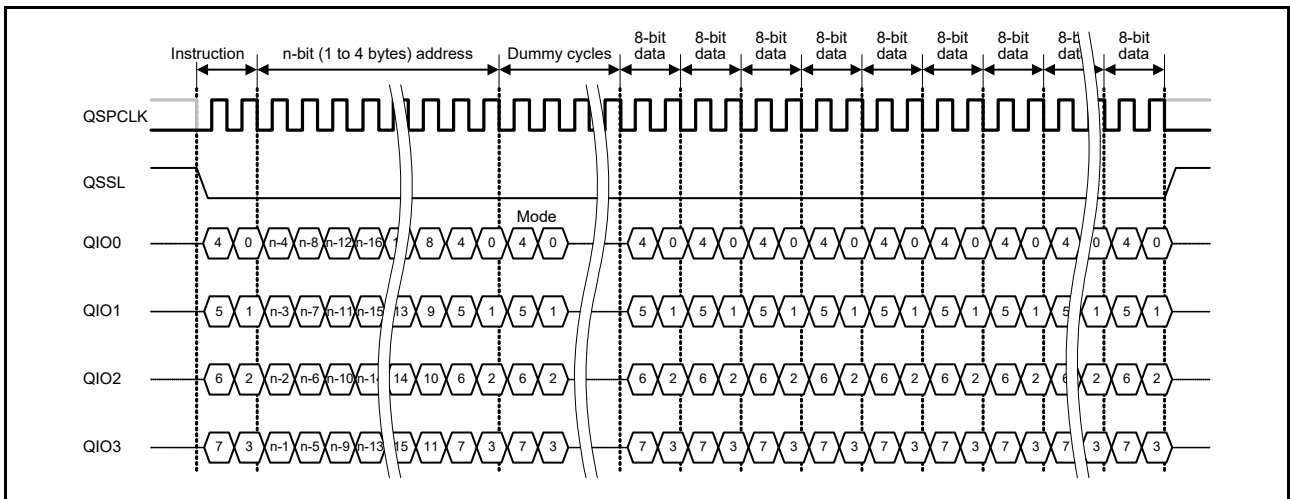 8-bit 8-bit 8-bit 8-bit 8-bit 8-bit 8-bit 8-bit
Instruction n-bit (1 to 4 bytes) address Dummy cycles data data data data data data data data
QSPCLK
QSSL
Mode
QIO0 4 0 n-4 n-8 n-12 n-16 8 4 0 4 0 4 0 4 0 4 0 4 0 4 0 4 0 4 0 4 0 4 0
QIO1 5 1 n-3 n-7 n-11 n-15 13 9 5 1 5 1 5 1 5 1 5 1 5 1 5 1 5 1 5 1 5 1 5 1
QIO2 6 2 n-2 n-6 n-10 n-14 14 10 6 2 6 2 6 2 6 2 6 2 6 2 6 2 6 2 6 2 6 2 6 2
QIO3 7 3 n-1 n-5 n-9 n-13 15 11 7 3 7 3 7 3 7 3 7 3 7 3 7 3 7 3 7 3 7 3 7 3